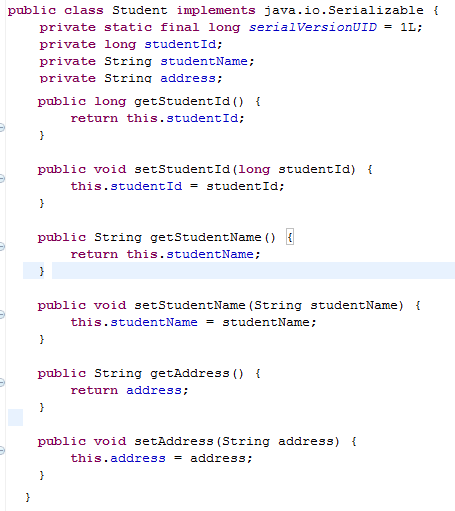 public class Student implements java.io.Serializable {
    private static final long serialVersionUID = 1L;
    private long studentId;
    private String studentName;
    private String address;
    public long getStudentId() {
        return this.studentId;
    }
    public void setStudentId(long studentId) {
        this.studentId = studentId;
    }
    public String getStudentName() {
        return this.studentName;
    }
    public void setStudentName(String studentName) {
        this.studentName = studentName;
    }
    public String getAddress() {
        return address;
    }
    public void setAddress(String address) {
        this.address = address;
    }
}